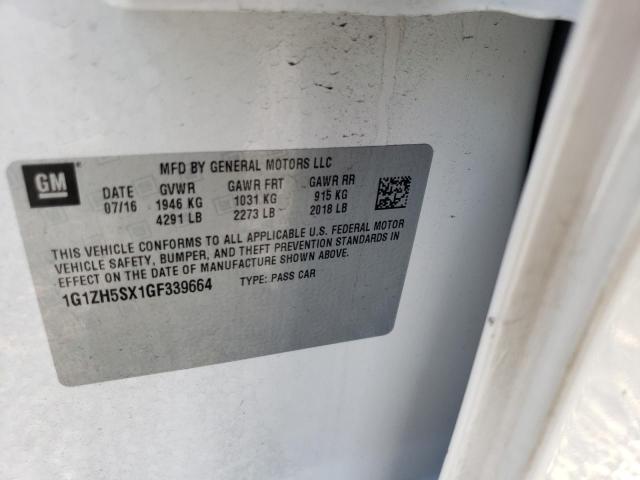 GM ®
MFD BY GENERAL MOTORS LLC
DATE GVWR GAWR FRT GAWR RR
07/16 1946 KG 1031 KG 915 KG
4291 LB 2273 LB 2018 LB
THIS VEHICLE CONFORMS TO ALL APPLICABLE U.S. FEDERAL MOTOR
VEHICLE SAFETY, BUMPER, AND THEFT PREVENTION STANDARDS IN
EFFECT ON THE DATE OF MANUFACTURE SHOWN ABOVE.
1G1ZH5SX1GF339664 TYPE: PASS CAR